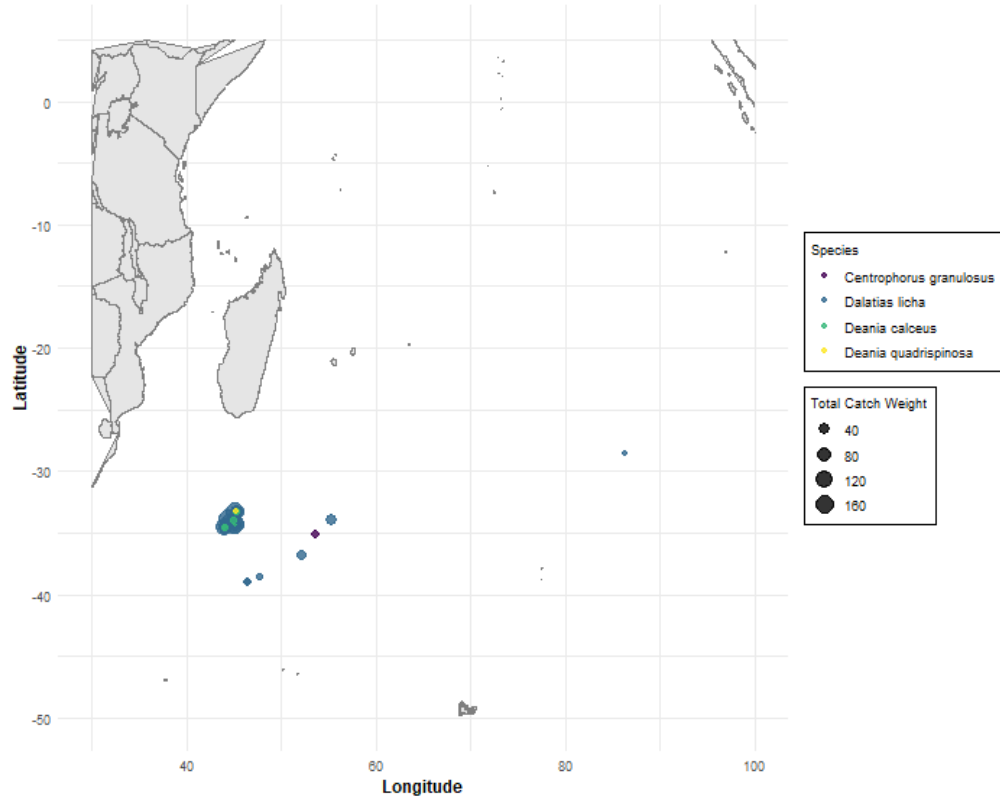 0
-10
-20
-30
-40
-50
Latitude
40
60
80
100
Longitude
Species
Centrophorus granulosus
Dalatias licha
Deania calceus
Deania quadrispinosa
Total Catch Weight
40
80
120
160